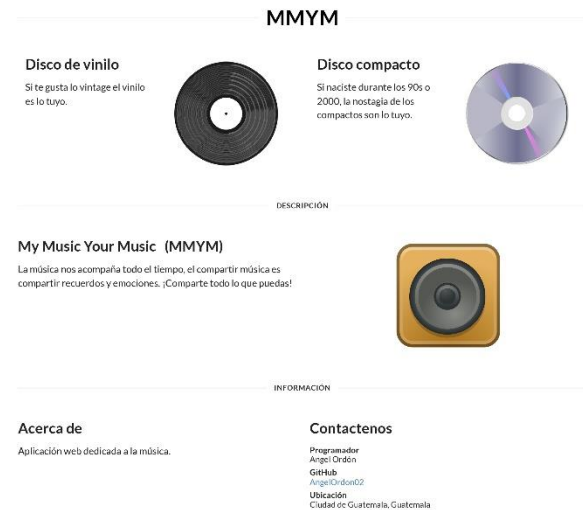 MMYM
Disco de vinilo
Si te gusta lo vintage el vinilo
es lo tuyo.
Disco compacto
Si naciste durante los 90s o
2000, la nostagia de los
compactos son lo tuyo.
DESCRIPCIÓN
My Music Your Music (MMYM)
La música nos acompaña todo el tiempo, el compartir música es
compartir recuerdos y emociones. ¡Comparte todo lo que puedas!
INFORMACIÓN
Acerca de
Aplicación web dedicada a la música.
Contactenos
Programador
Angel Ordón
GitHub
AngelOrdon02
Ubicación
Ciudad de Guatemala, Guatemala